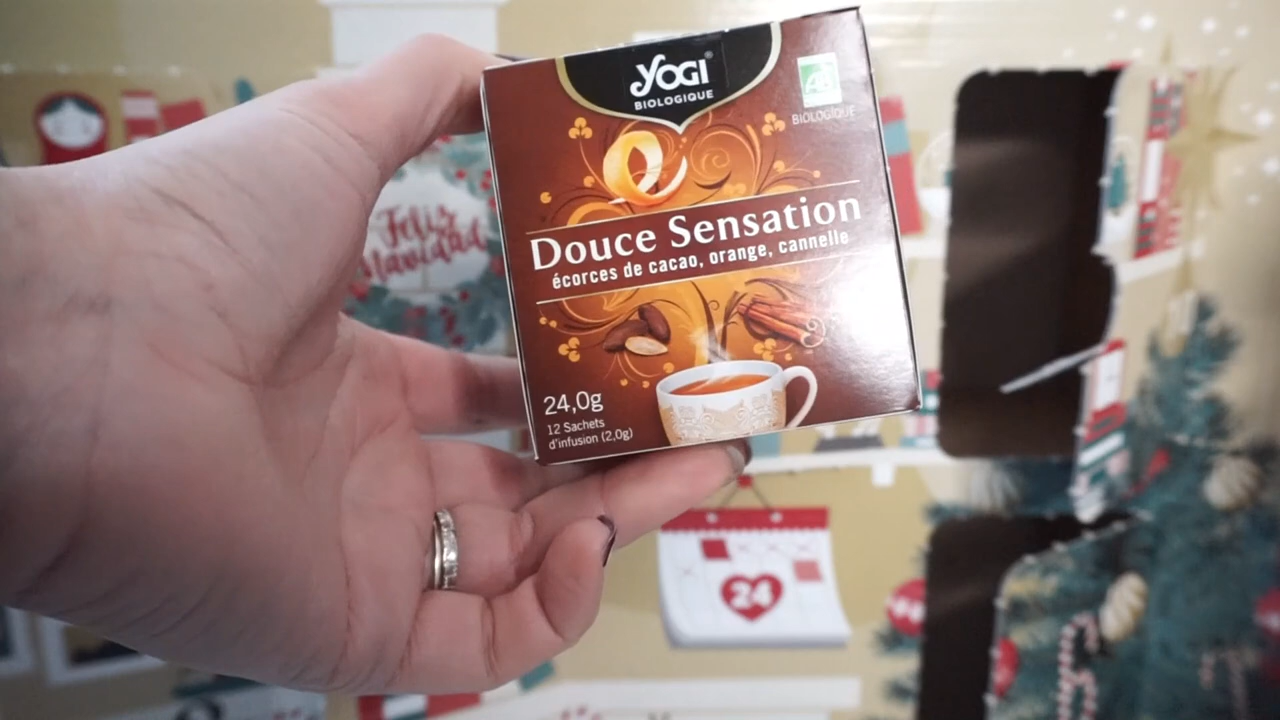 YOGI®
BIOLOGIQUE
AB
BIOLOGIQUE
Douce Sensation
écorces de cacao, orange, cannelle
24,0g
12 Sachets
d'infusion (2,0g)
Feliz
Navidad
24